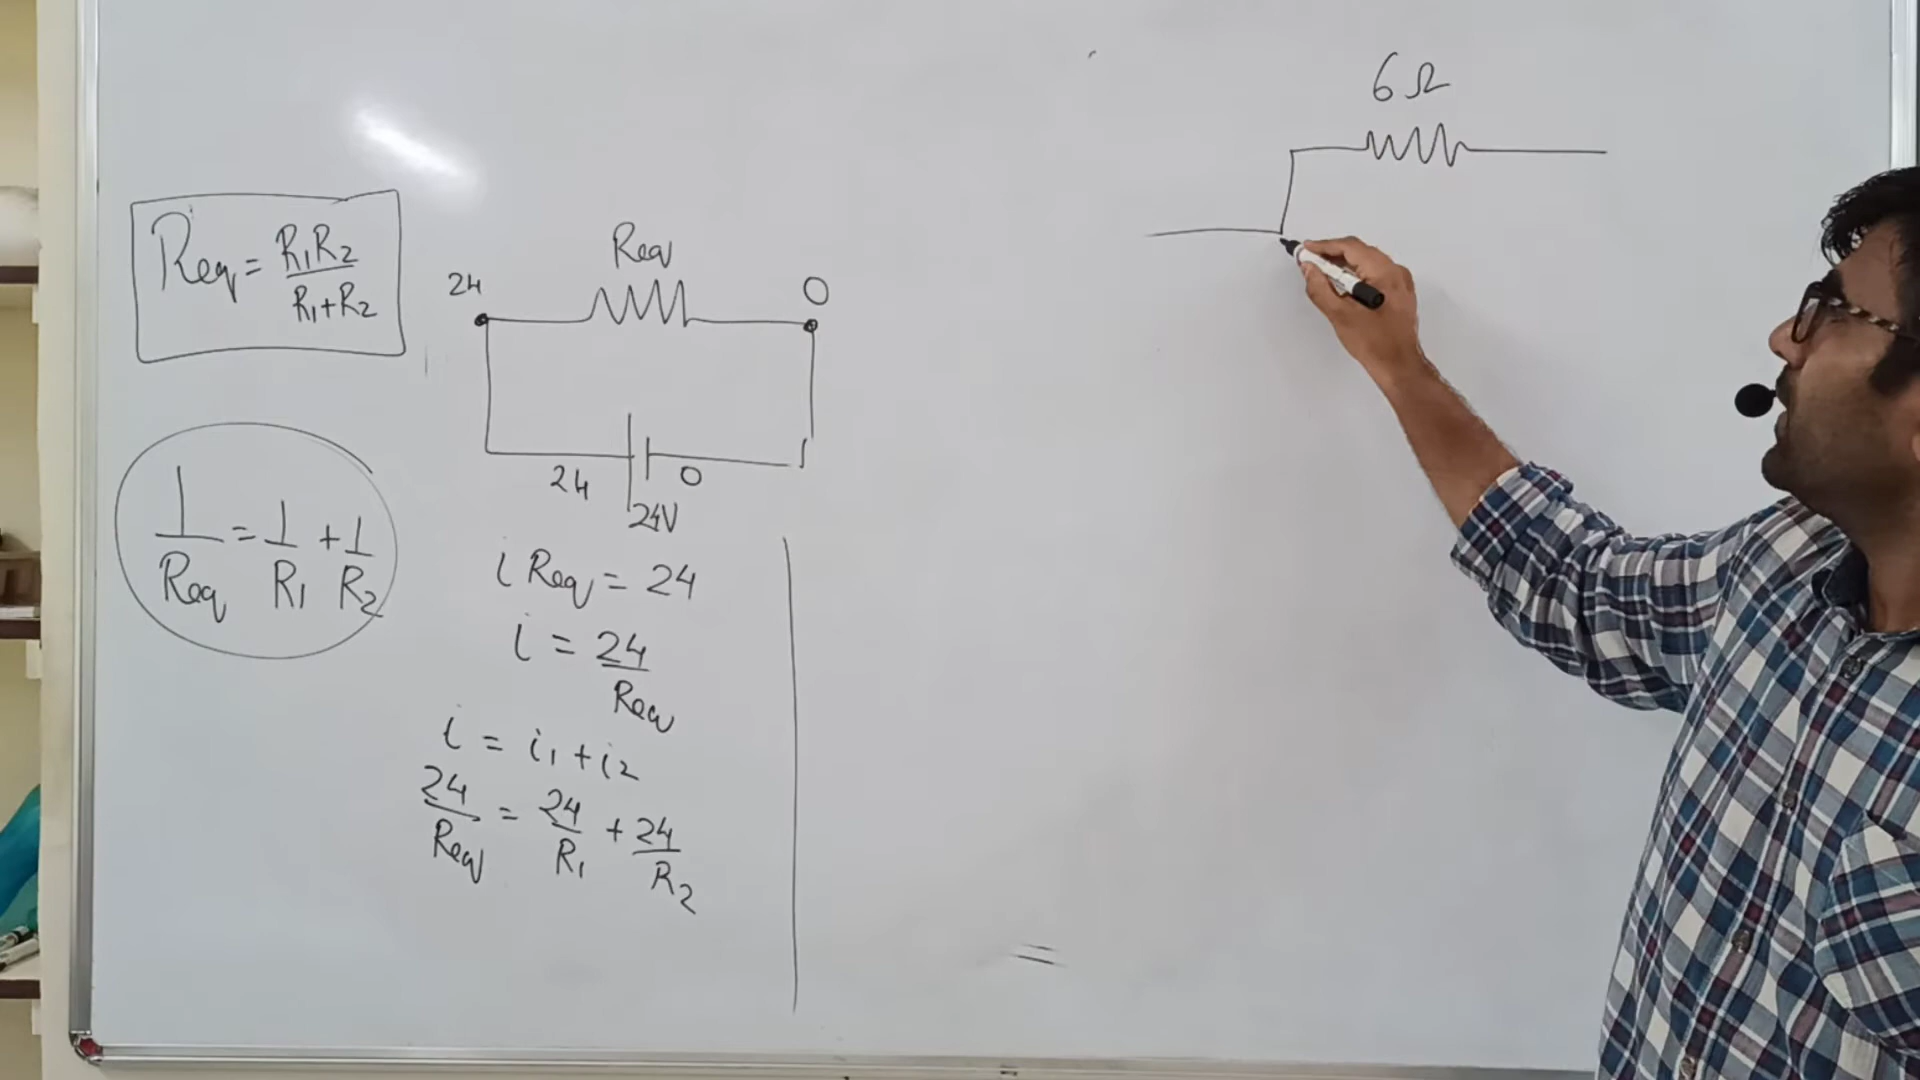 Req = R₁R₂ / R₁+R₂
1/Req = 1/R₁ + 1/R₂
Req
24
0
24
0
24V
i Req = 24
i = 24/Req
i = i₁ + i₂
24/Req = 24/R₁ + 24/R₂
6Ω
=